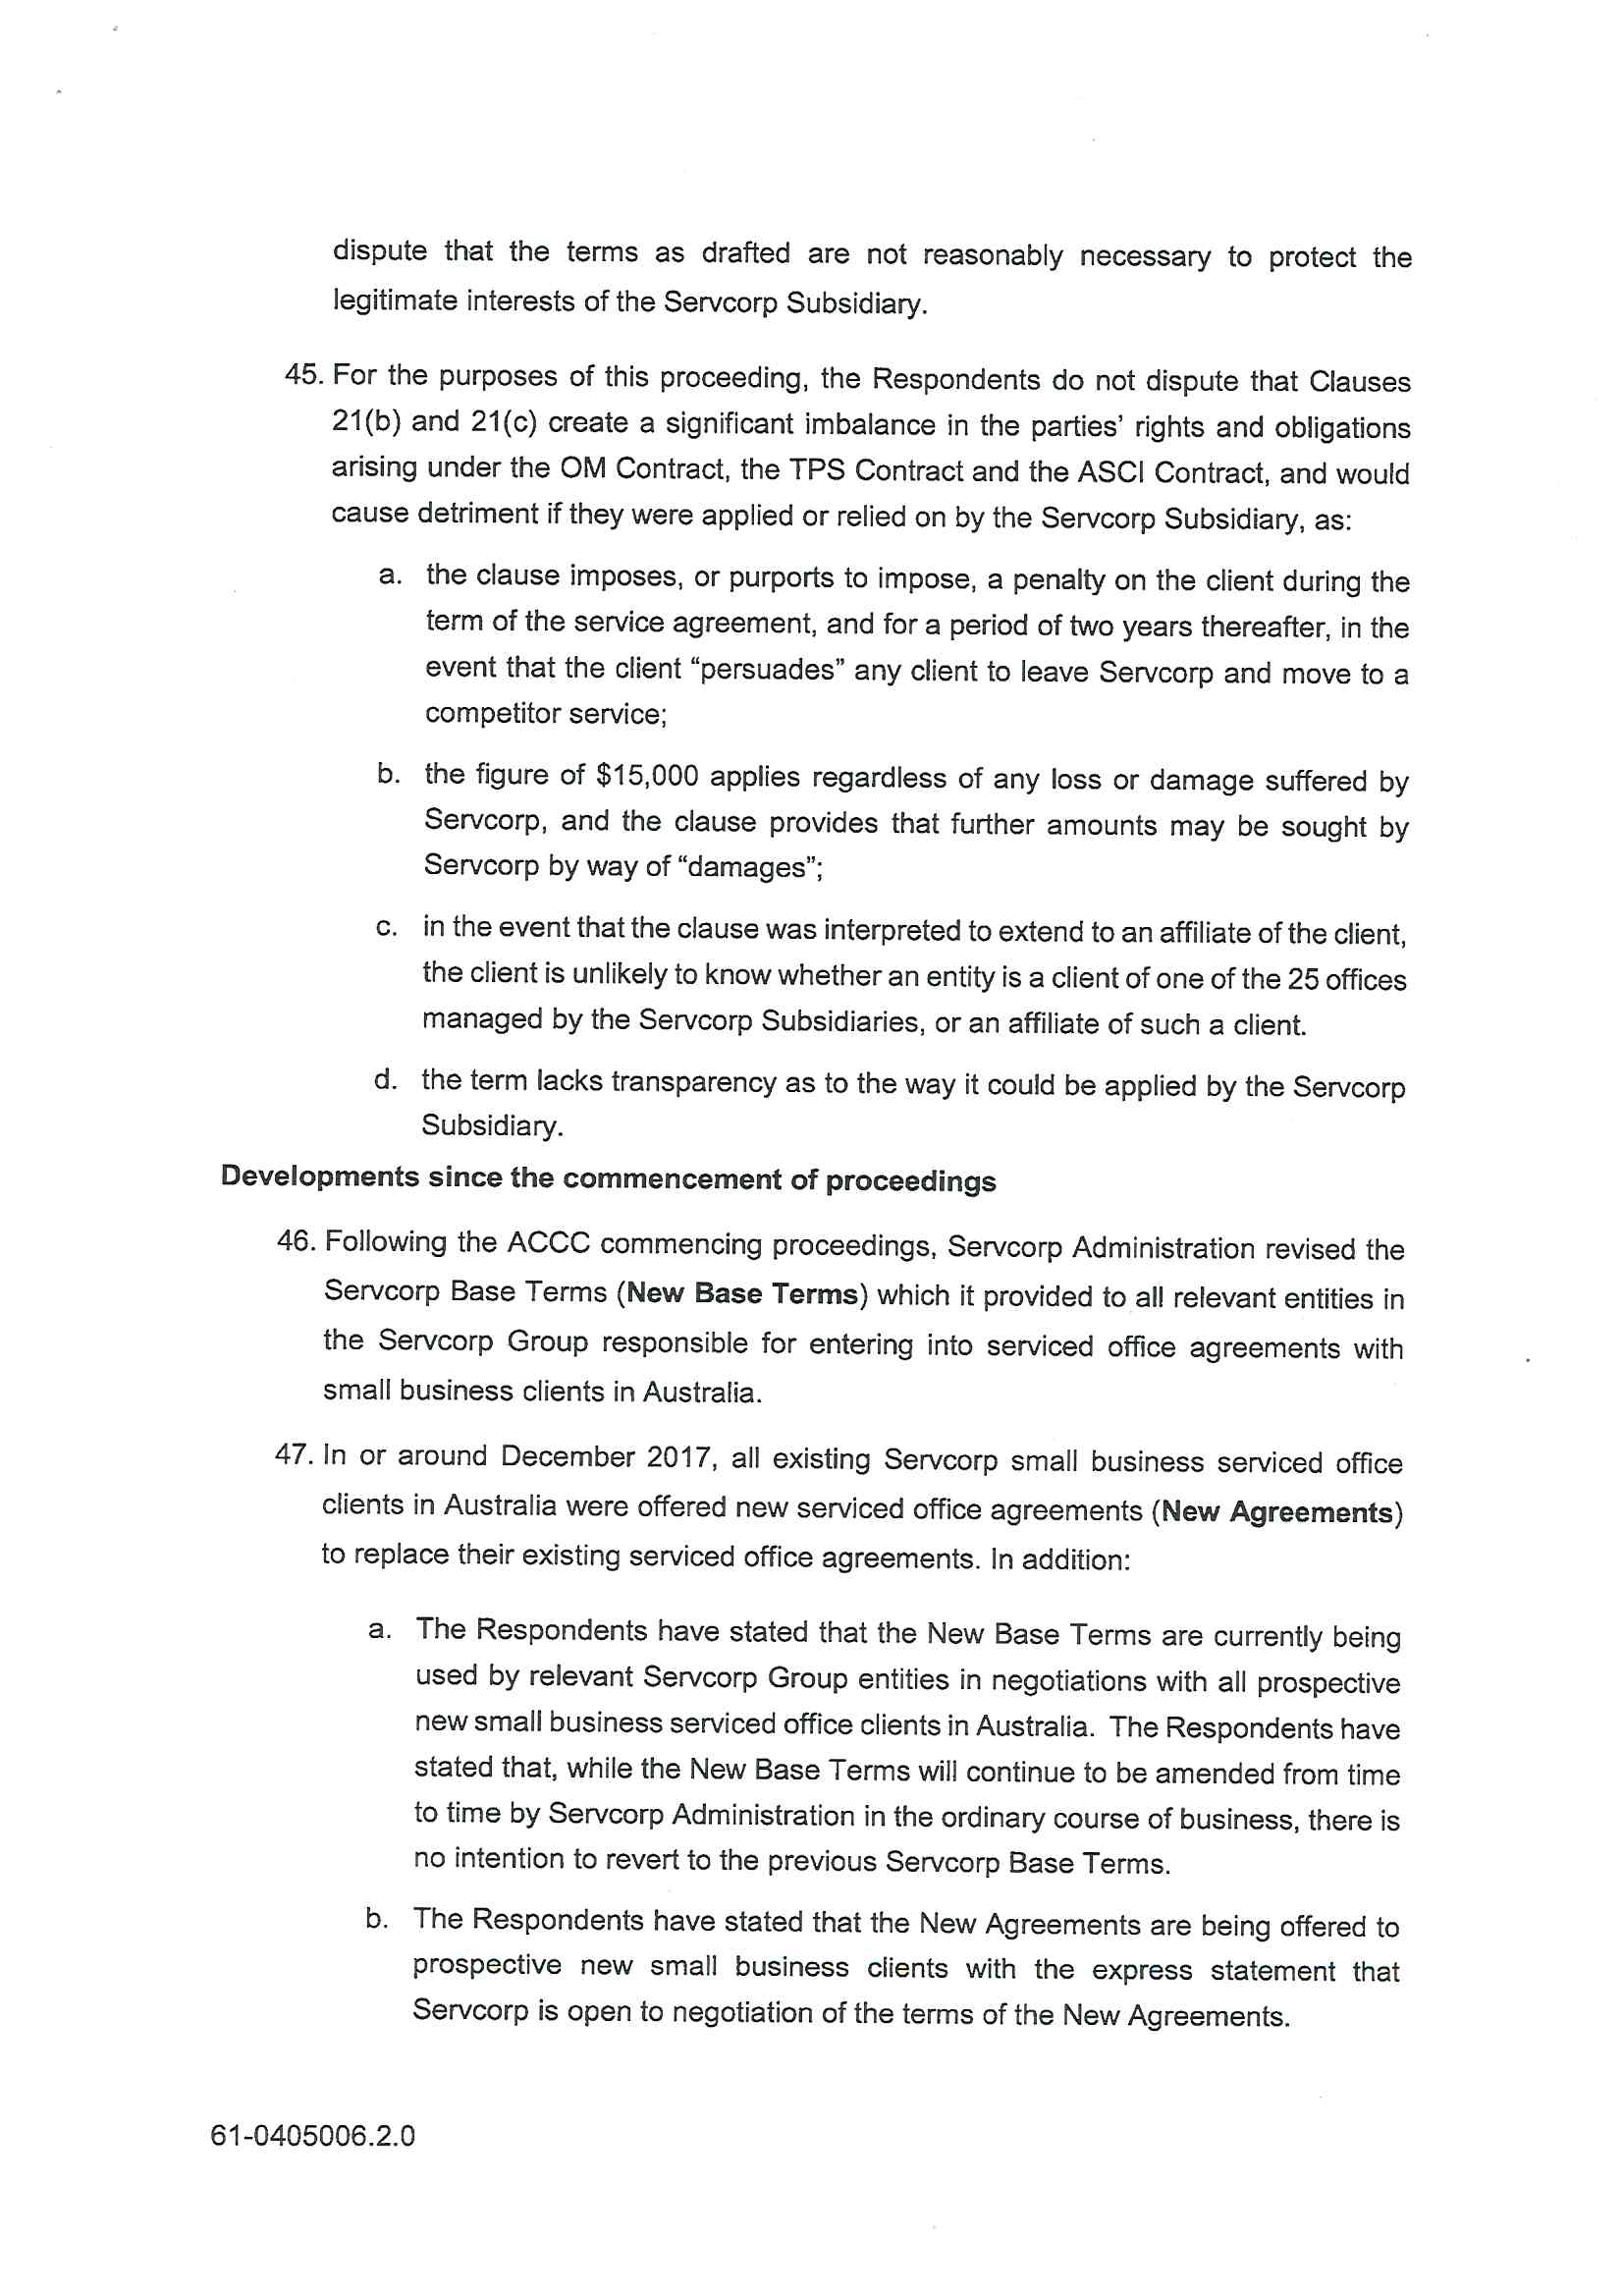 dispute that the terms as drafted are not reasonably necessary to protect the
legitimate interests of the Servcorp Subsidiary.
45. For the purposes of this proceeding, the Respondents do not dispute that Clauses
21(b) and 21(c) create a significant imbalance in the parties' rights and obligations
arising under the OM Contract, the TPS Contract and the ASCI Contract, and would
cause detriment if they were applied or relied on by the Servcorp Subsidiary, as:
a. the clause imposes, or purports to impose, a penalty on the client during the
term of the service agreement, and for a period of two years thereafter, in the
event that the client “persuades” any client to leave Servcorp and move to a
competitor service;
b. the figure of $15,000 applies regardless of any loss or damage suffered by
Servcorp, and the clause provides that further amounts may be sought by
Servcorp by way of “damages”;
c. in the event that the clause was interpreted to extend to an affiliate of the client,
the client is unlikely to know whether an entity is a client of one of the 25 offices
managed by the Servcorp Subsidiaries, or an affiliate of such a client.
d. the term lacks transparency as to the way it could be applied by the Servcorp
Subsidiary.
Developments since the commencement of proceedings
46. Following the ACCC commencing proceedings, Servcorp Administration revised the
Servcorp Base Terms (New Base Terms) which it provided to all relevant entities in
the Servcorp Group responsible for entering into serviced office agreements with
small business clients in Australia.
47. In or around December 2017, all existing Servcorp small business serviced office
clients in Australia were offered new serviced office agreements (New Agreements)
to replace their existing serviced office agreements. In addition:
a. The Respondents have stated that the New Base Terms are currently being
used by relevant Servcorp Group entities in negotiations with all prospective
new small business serviced office clients in Australia. The Respondents have
stated that, while the New Base Terms will continue to be amended from time
to time by Servcorp Administration in the ordinary course of business, there is
no intention to revert to the previous Servcorp Base Terms.
b. The Respondents have stated that the New Agreements are being offered to
prospective new small business clients with the express statement that
Servcorp is open to negotiation of the terms of the New Agreements.
61-0405006.2.0